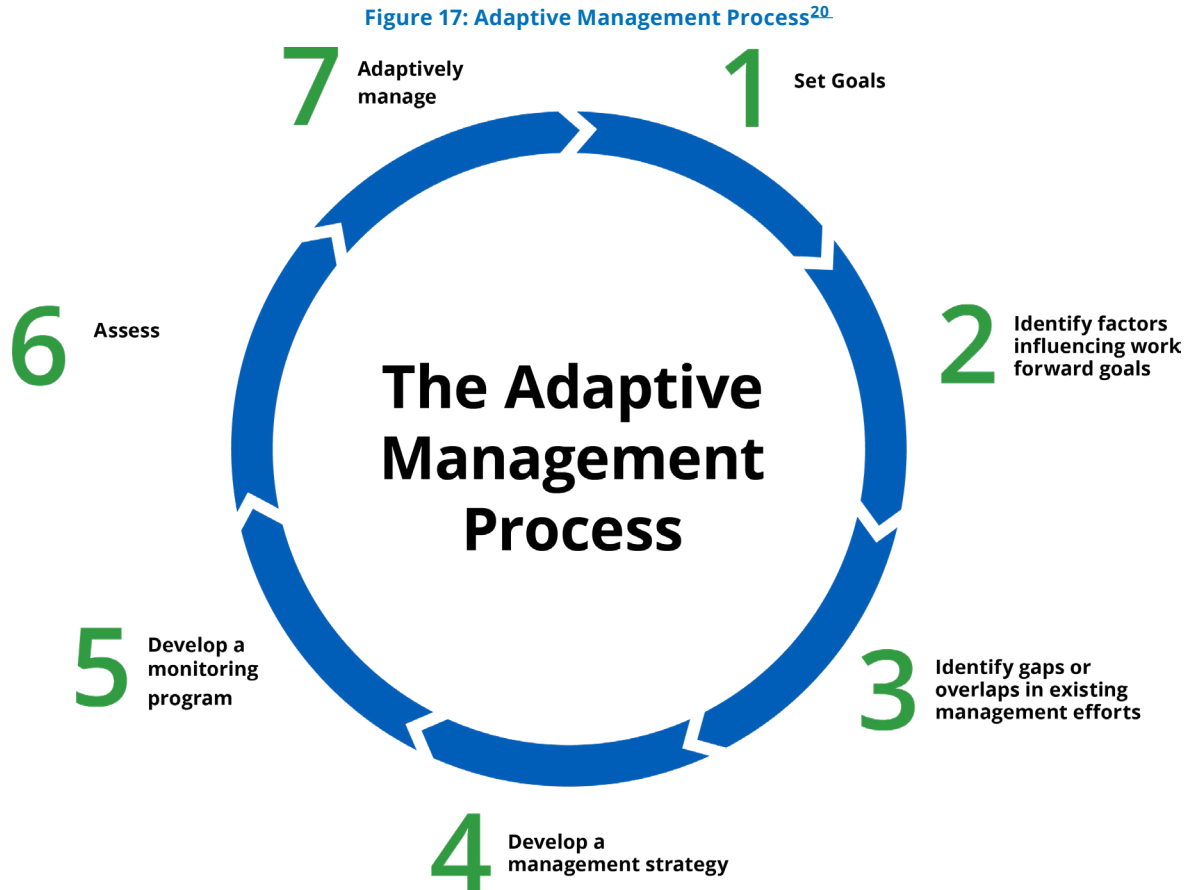 Figure 17: Adaptive Management Process20
1
Set Goals
2
Identify factors
influencing work
forward goals
3
Identify gaps or
overlaps in existing
management efforts
4
Develop a
management strategy
5
Develop a
monitoring
program
6
Assess
7
Adaptively
manage
The Adaptive
Management
Process